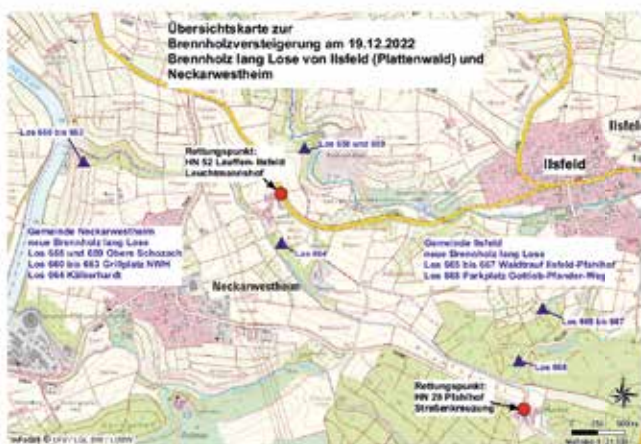 Übersichtskarte zur
Brennholzversteigerung am 19.12.2022
Brennholz lang Lose von Ilsfeld (Plattenwald) und
Neckarwestheim
Los 660 bis 663
Rettungspunkt:
HN 52 Lauffen-Ilsfeld
Leuchtmannshof
Los 658 und 659
Ilsfeld
Gemeinde Neckarwestheim
neue Brennholz lang Lose
Los 658 und 659 Obere Schozach
Los 660 bis 663 Grillplatz NWH
Los 664 Kälberhardt
Los 664
Gemeinde Ilsfeld
neue Brennholz lang Lose
Los 665 bis 667 Waldtrauf Ilsfeld-Pfahlhof
Los 668 Parkplatz Gottlob-Pfander-Weg
Neckarwestheim
Los 665 bis 667
Los 668
Rettungspunkt:
HN 28 Pfahlhof
Straßenkreuzung